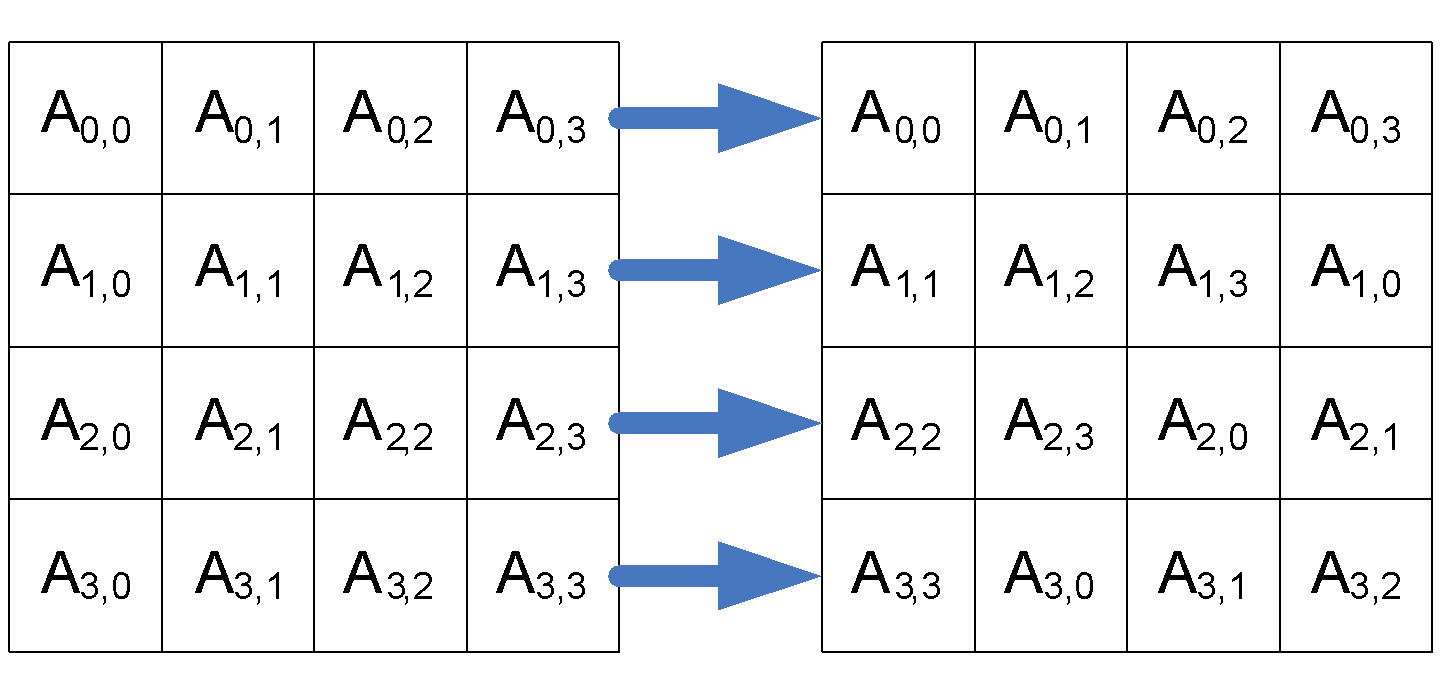 A0,0 A0,1 A0,2 A0,3 A0,0 A0,1 A0,2 A0,3
A1,0 A1,1 A1,2 A1,3 A1,1 A1,2 A1,3 A1,0
A2,0 A2,1 A2,2 A2,3 A2,2 A2,3 A2,0 A2,1
A3,0 A3,1 A3,2 A3,3 A3,3 A3,0 A3,1 A3,2